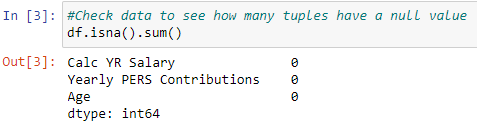 In [3]: #Check data to see how many tuples have a null value
df.isna().sum()
Out[3]: Calc YR Salary 0
Yearly PERS Contributions 0
Age 0
dtype: int64